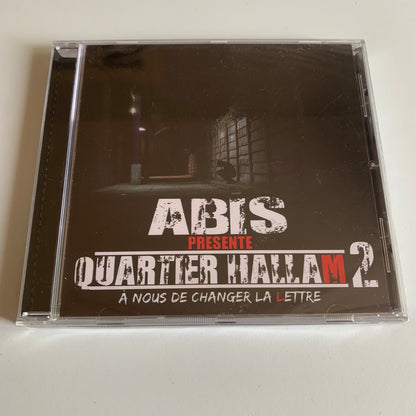 ABIS
PRESENTE
QUARTIER HALLAM 2
A NOUS DE CHANGER LA LETTRE